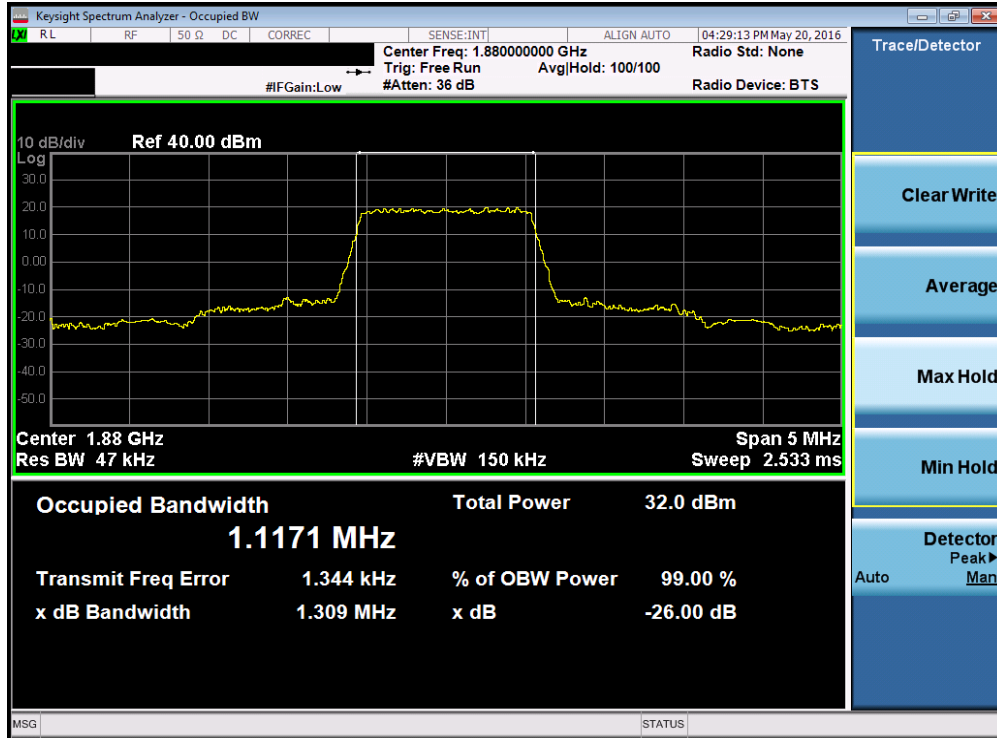 Keysight Spectrum Analyzer - Occupied BW
RL RF 50 Ω DC CORREC SENSE:INT ALIGN AUTO 04:29:13 PM May 20, 2016
Center Freq: 1.880000000 GHz Radio Std: None
Trig: Free Run Avg|Hold: 100/100
#IFGain:Low #Atten: 36 dB Radio Device: BTS
Trace/Detector
10 dB/div Ref 40.00 dBm
Log
30.0
20.0
10.0
0.00
-10.0
-20.0
-30.0
-40.0
-50.0
Center 1.88 GHz Span 5 MHz
Res BW 47 kHz #VBW 150 kHz Sweep 2.533 ms
Occupied Bandwidth Total Power 32.0 dBm
1.1171 MHz
Transmit Freq Error 1.344 kHz % of OBW Power 99.00 %
x dB Bandwidth 1.309 MHz x dB -26.00 dB
Clear Write
Average
Max Hold
Min Hold
Detector
Peak▶
Auto Man
MSG STATUS